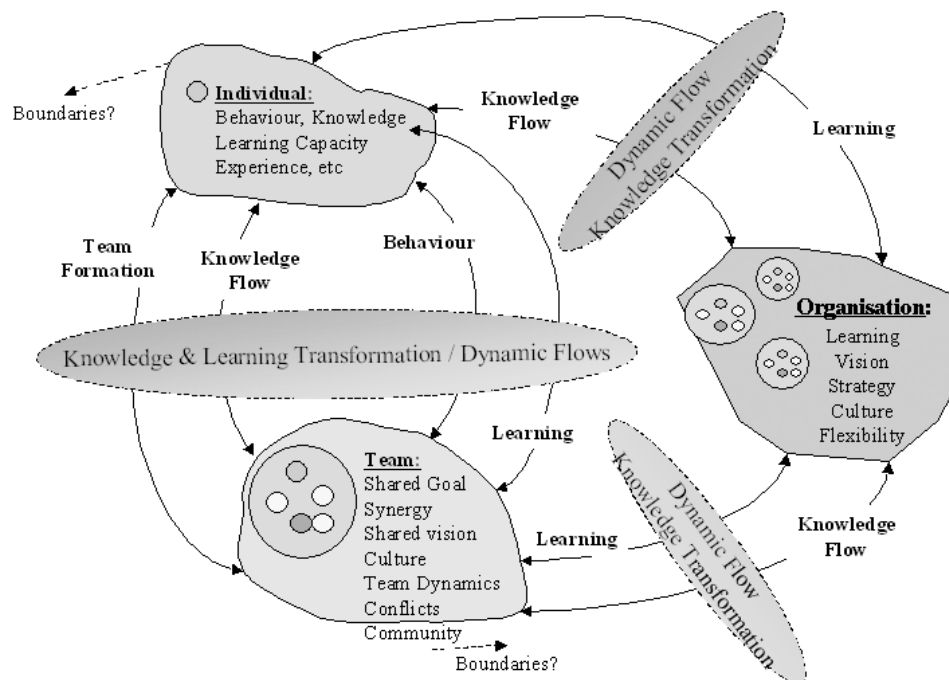 Boundaries?
Individual:
Behaviour, Knowledge
Learning Capacity
Experience, etc
Knowledge
Flow
Dynamic Flow
Knowledge Transformation
Learning
Team
Formation
Knowledge
Flow
Behaviour
Organisation:
Learning
Vision
Strategy
Culture
Flexibility
Knowledge & Learning Transformation / Dynamic Flows
Learning
Team:
Shared Goal
Synergy
Shared vision
Culture
Team Dynamics
Conflicts
Community
Learning
Dynamic Flow
Knowledge Transformation
Knowledge
Flow
Boundaries?